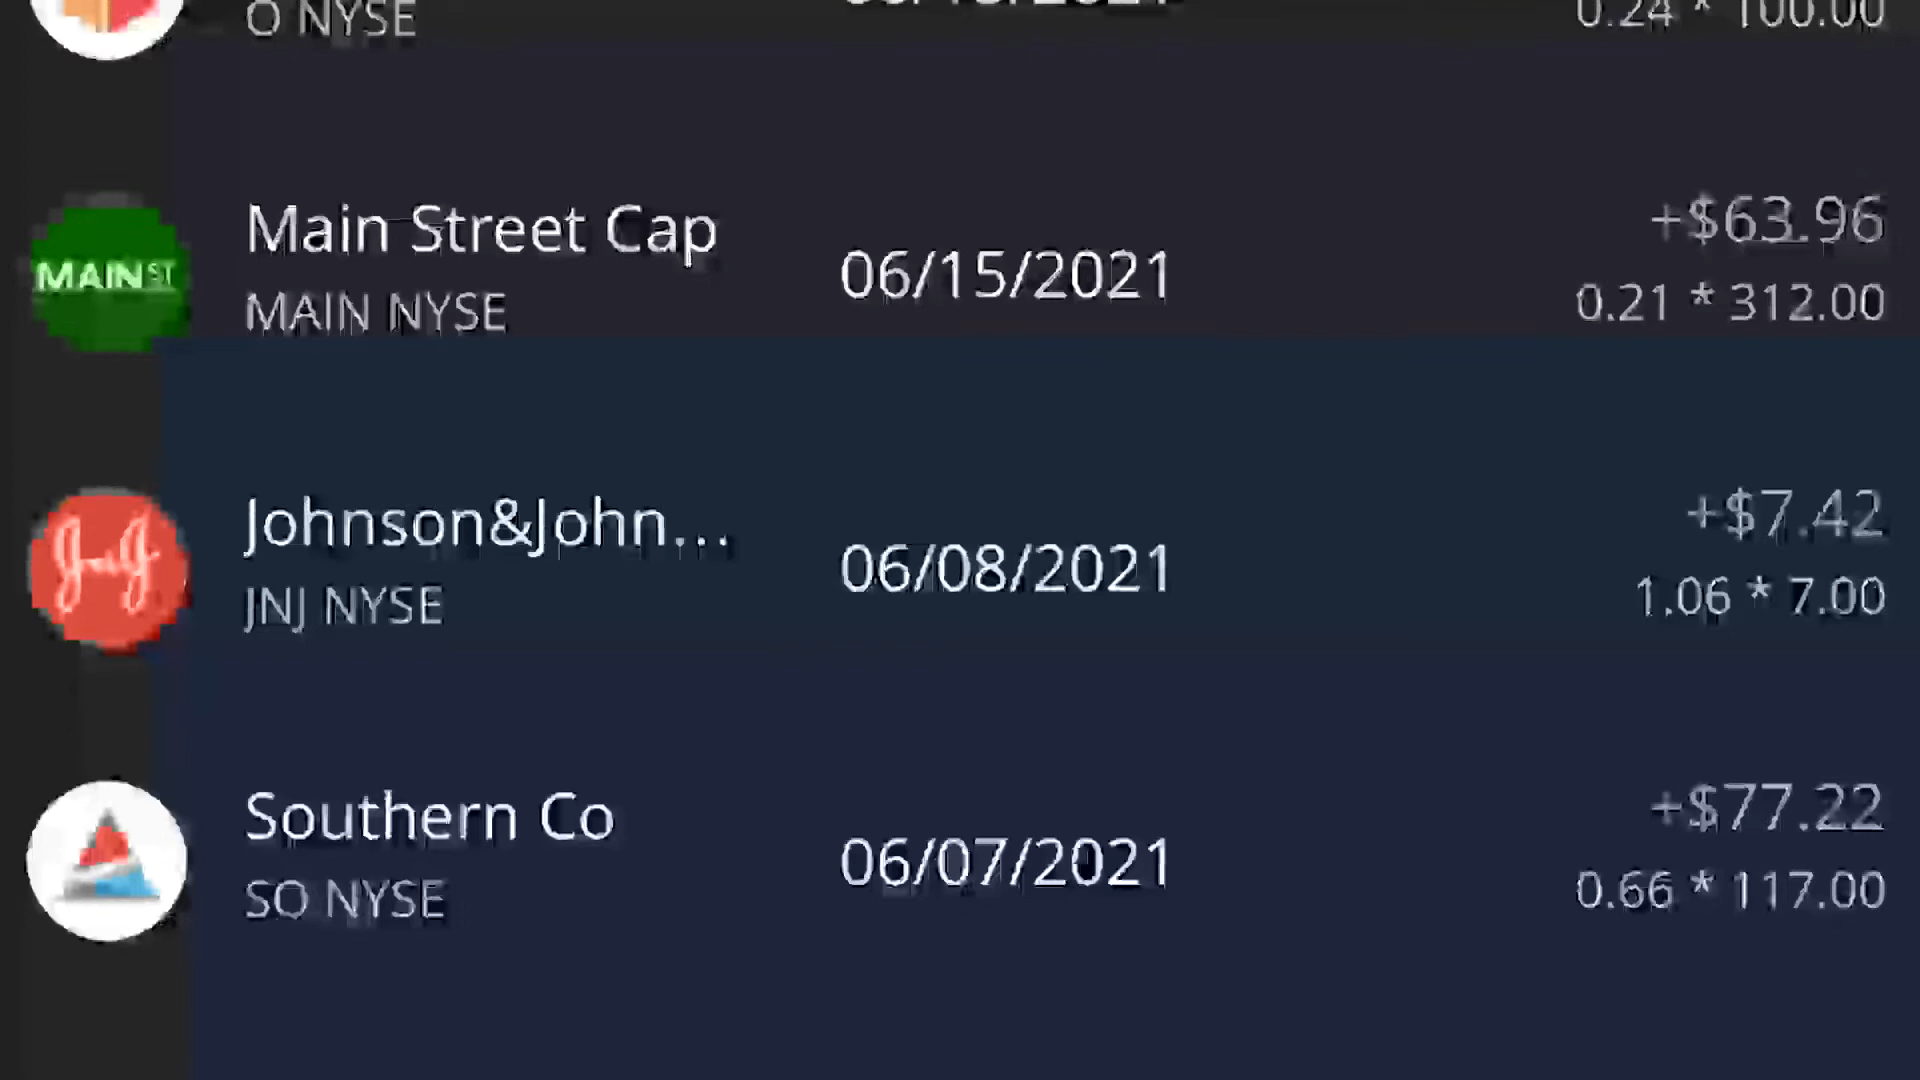 O NYSE
0.24 * 100.00
Main Street Cap
+$63.96
MAIN ST
06/15/2021
MAIN NYSE
0.21 * 312.00
Johnson&John...
+$7.42
J&J
06/08/2021
JNJ NYSE
1.06 * 7.00
Southern Co
+$77.22
06/07/2021
SO NYSE
0.66 * 117.00